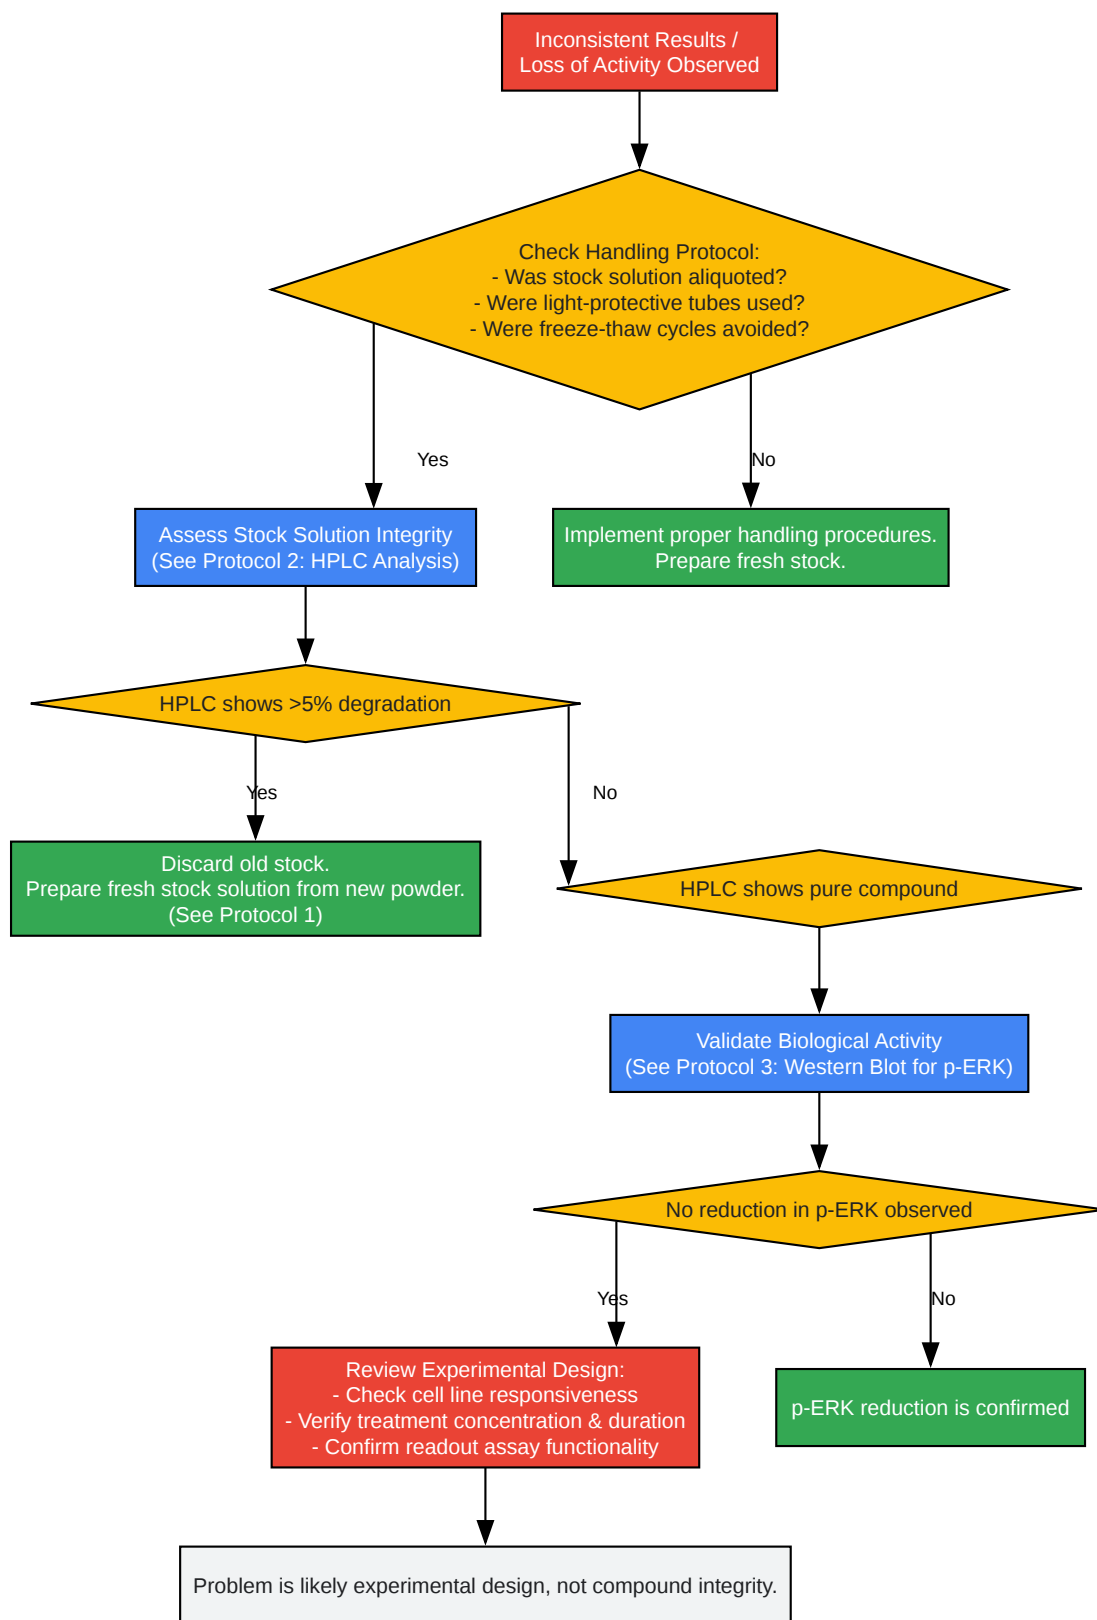 Inconsistent Results /
Loss of Activity Observed
Check Handling Protocol:
- Was stock solution aliquoted?
- Were light-protective tubes used?
- Were freeze-thaw cycles avoided?
Yes
No
Assess Stock Solution Integrity
(See Protocol 2: HPLC Analysis)
Implement proper handling procedures.
Prepare fresh stock.
HPLC shows >5% degradation
Yes
No
Discard old stock.
Prepare fresh stock solution from new powder.
(See Protocol 1)
HPLC shows pure compound
Validate Biological Activity
(See Protocol 3: Western Blot for p-ERK)
No reduction in p-ERK observed
Yes
No
Review Experimental Design:
- Check cell line responsiveness
- Verify treatment concentration & duration
- Confirm readout assay functionality
p-ERK reduction is confirmed
Problem is likely experimental design, not compound integrity.